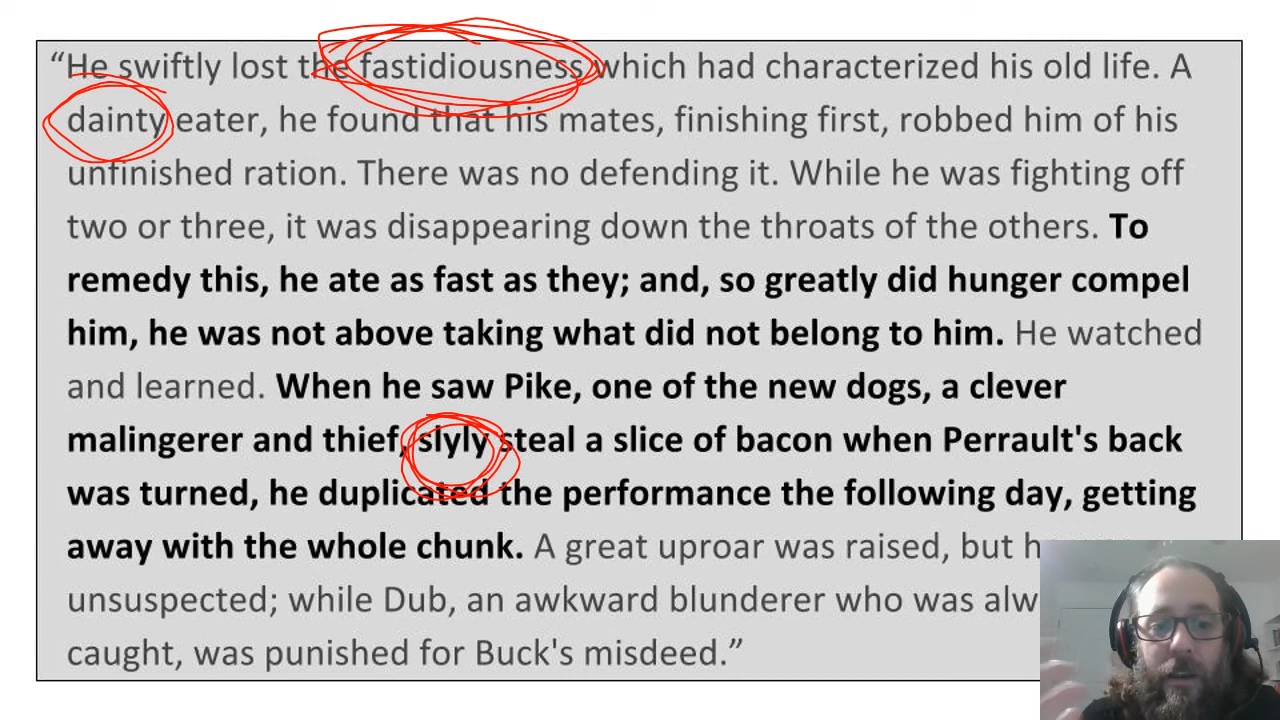 “He swiftly lost the fastidiousness which had characterized his old life. A
dainty eater, he found that his mates, finishing first, robbed him of his
unfinished ration. There was no defending it. While he was fighting off
two or three, it was disappearing down the throats of the others. To
remedy this, he ate as fast as they; and, so greatly did hunger compel
him, he was not above taking what did not belong to him. He watched
and learned. When he saw Pike, one of the new dogs, a clever
malingerer and thief, slyly steal a slice of bacon when Perrault's back
was turned, he duplicated the performance the following day, getting
away with the whole chunk. A great uproar was raised, but
unsuspected; while Dub, an awkward blunderer who was
caught, was punished for Buck's misdeed.”